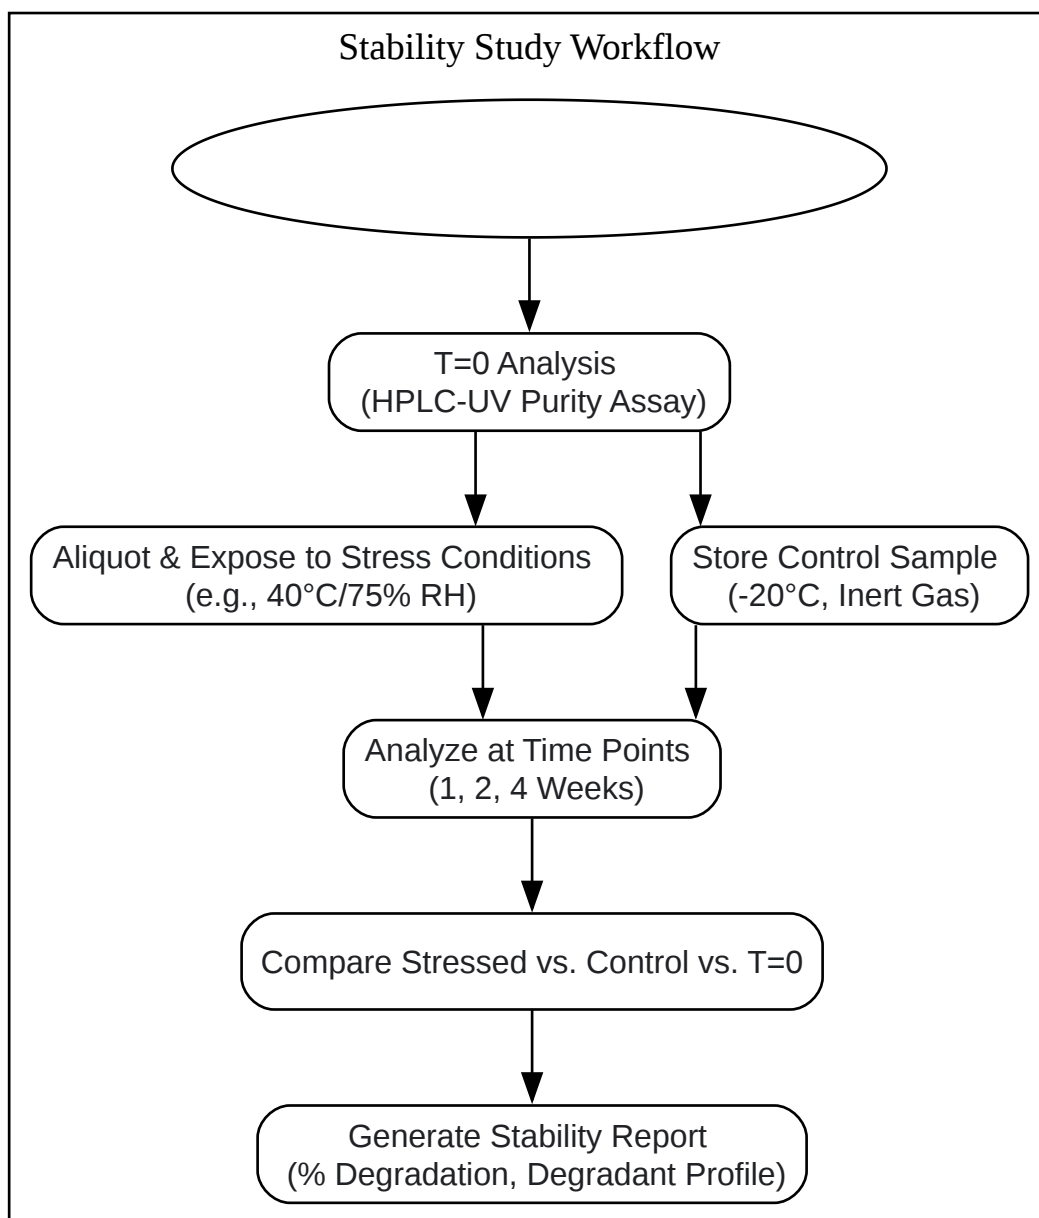 Stability Study Workflow
T=0 Analysis
(HPLC-UV Purity Assay)
Aliquot & Expose to Stress Conditions
(e.g., 40°C/75% RH)
Store Control Sample
(-20°C, Inert Gas)
Analyze at Time Points
(1, 2, 4 Weeks)
Compare Stressed vs. Control vs. T=0
Generate Stability Report
(% Degradation, Degradant Profile)